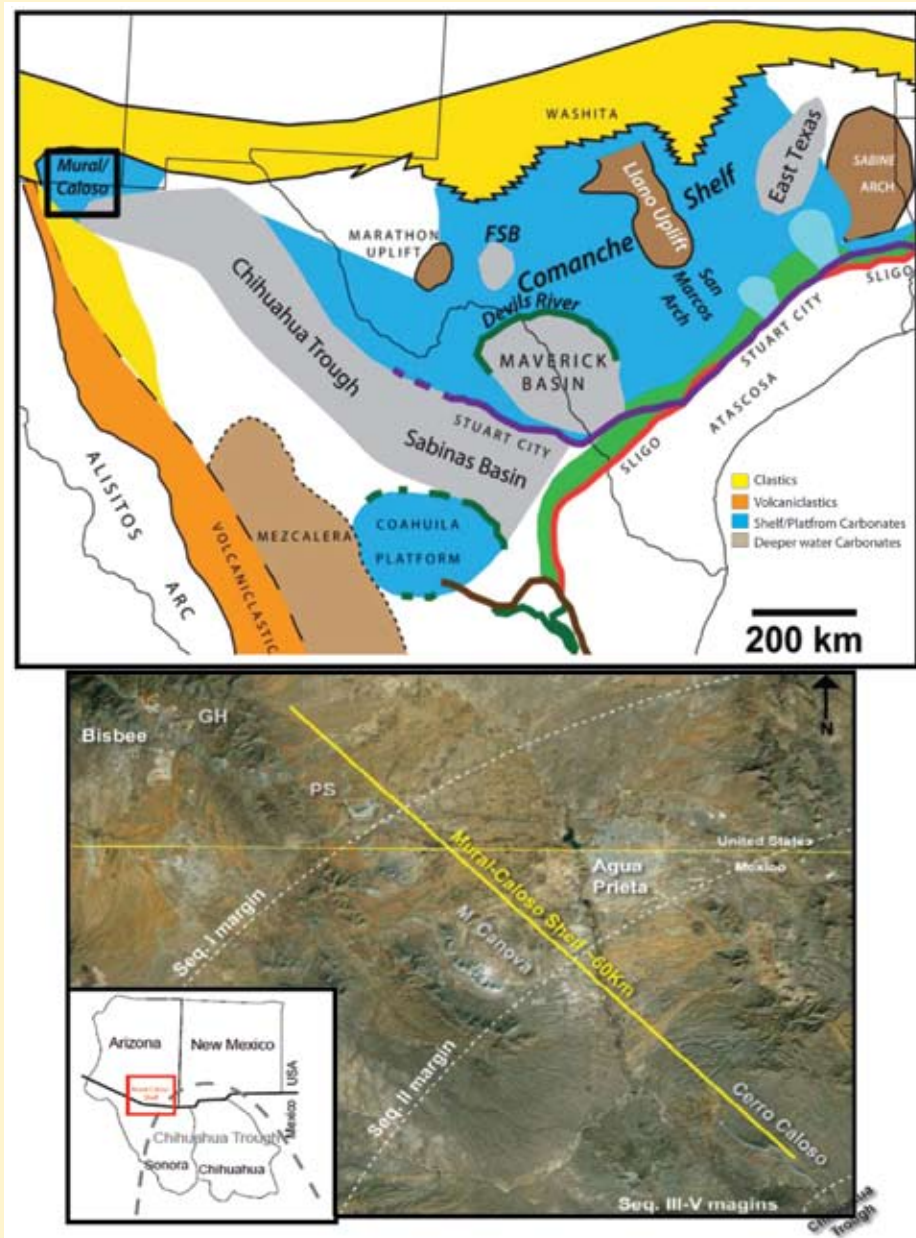 WASHITA
Mural/
Caloso
MARATHON
UPLIFT
FSB
Comanche Shelf
Llano Uplift
East Texas
SABINE
ARCH
San
Marcos
Arch
Devils River
Chihuahua Trough
MAVERICK
BASIN
STUART CITY
SLIGO
STUART CITY
SLIGO
ATASCOSA
Sabinas Basin
ALISITOS
ARC
VOLCANICLASTIC
MEZCALERA
COAHUILA
PLATFORM
Clastics
Volcaniclastics
Shelf/Platfrom Carbonates
Deeper water Carbonates
200 km
Bisbee
GH
PS
N
United States
Mexico
Agua
Prieta
Mural-Caloso Shelf ~60Km
M Canova
Seq. I margin
Seq. II margin
Cerro Caloso
Seq. III-V magins
Chihuahua
Trough
Arizona
New Mexico
USA
Mexico
Shelf
Chihuahua Trough
Sonora
Chihuahua